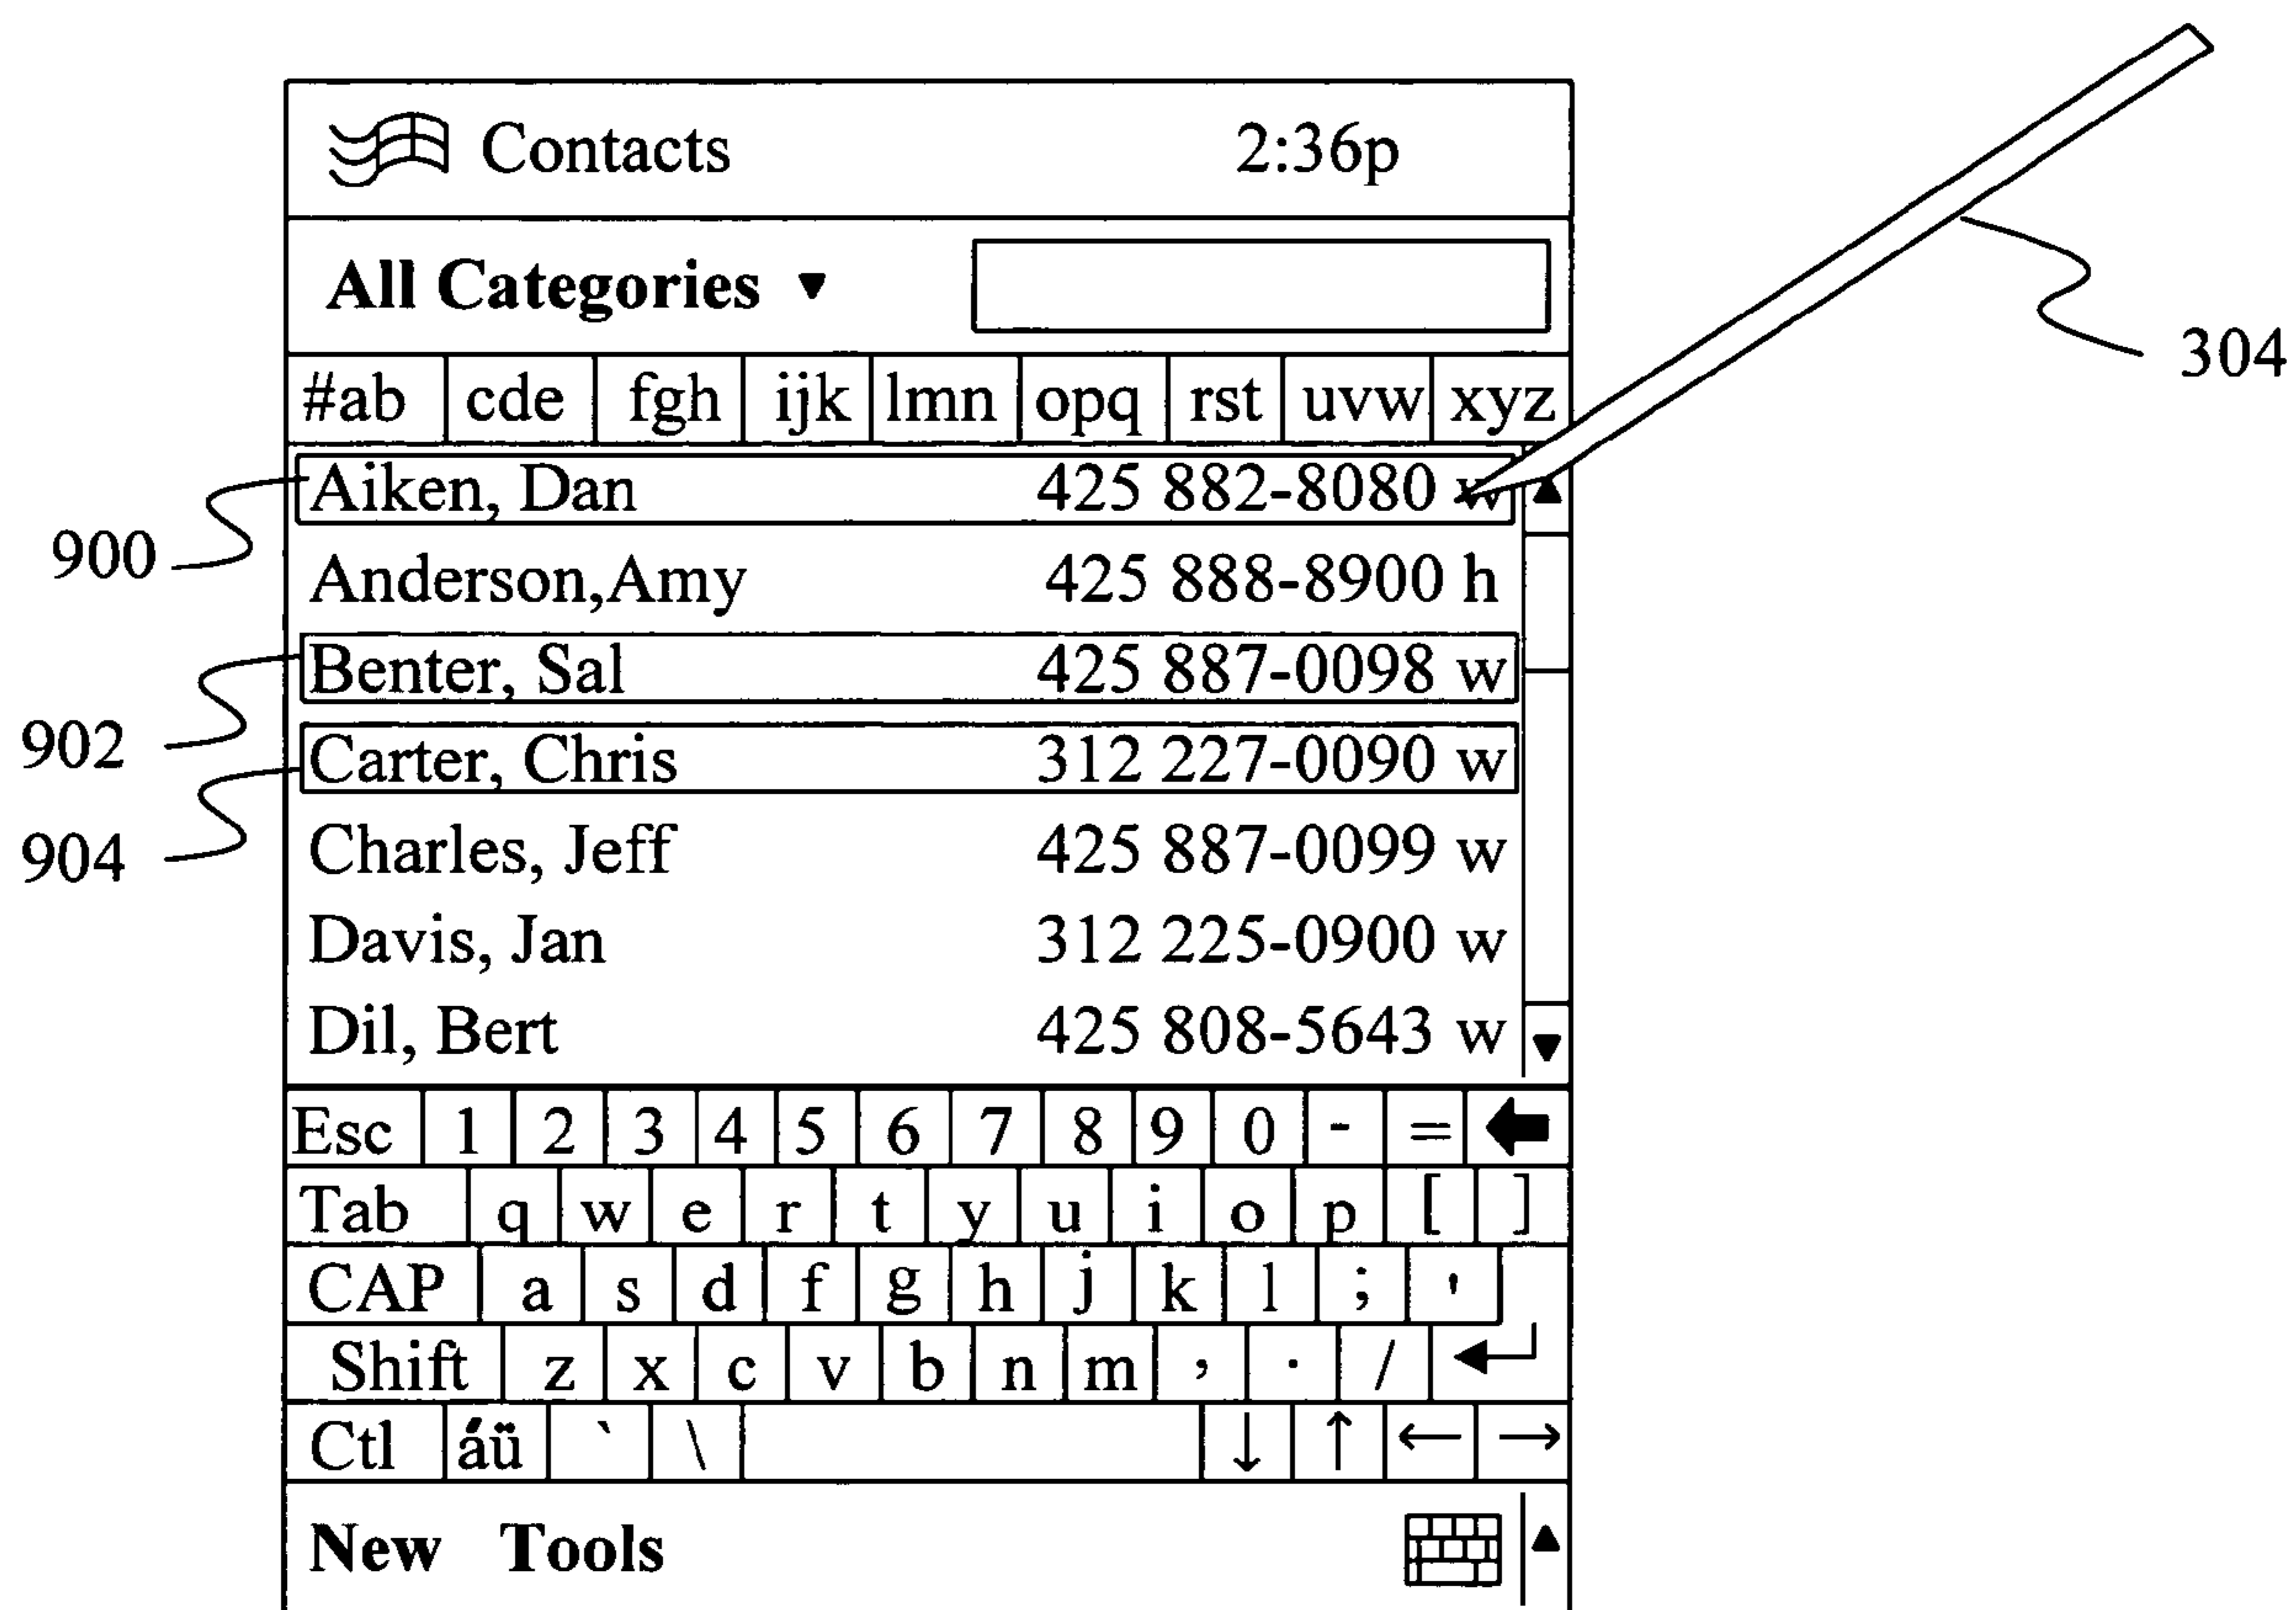 Contacts 2:36p
All Categories ▼
304
#ab cde fgh ijk lmn opq rst uvw xyz
900
Aiken, Dan 425 882-8080 w
Anderson,Amy 425 888-8900 h
902
Benter, Sal 425 887-0098 w
904
Carter, Chris 312 227-0090 w
Charles, Jeff 425 887-0099 w
Davis, Jan 312 225-0900 w
Dil, Bert 425 808-5643 w
Esc 1 2 3 4 5 6 7 8 9 0 - =
Tab q w e r t y u i o p [ ]
CAP a s d f g h j k l ; '
Shift z x c v b n m , . /
Ctl áü ` \ ↓ ↑ ← →
New Tools